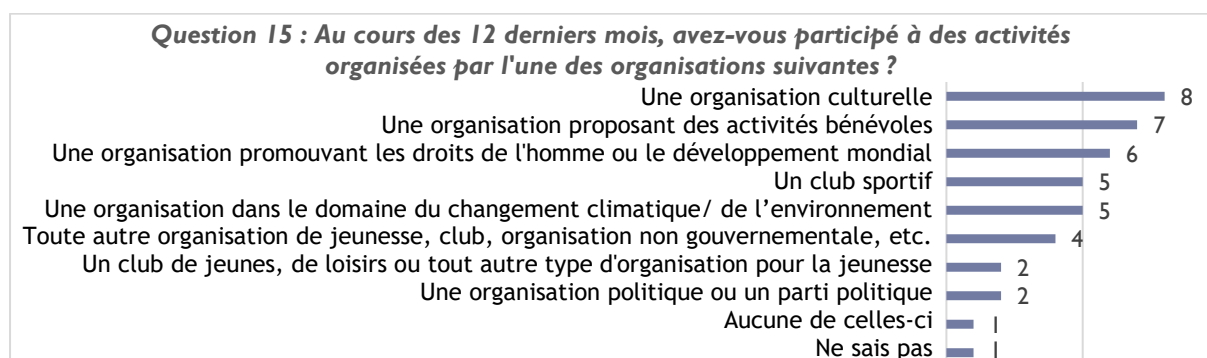 Question 15 : Au cours des 12 derniers mois, avez-vous participé à des activités
organisées par l'une des organisations suivantes ?
Une organisation culturelle 8
Une organisation proposant des activités bénévoles 7
Une organisation promouvant les droits de l'homme ou le développement mondial 6
Un club sportif 5
Une organisation dans le domaine du changement climatique/ de l’environnement 5
Toute autre organisation de jeunesse, club, organisation non gouvernementale, etc. 4
Un club de jeunes, de loisirs ou tout autre type d'organisation pour la jeunesse 2
Une organisation politique ou un parti politique 2
Aucune de celles-ci 1
Ne sais pas 1